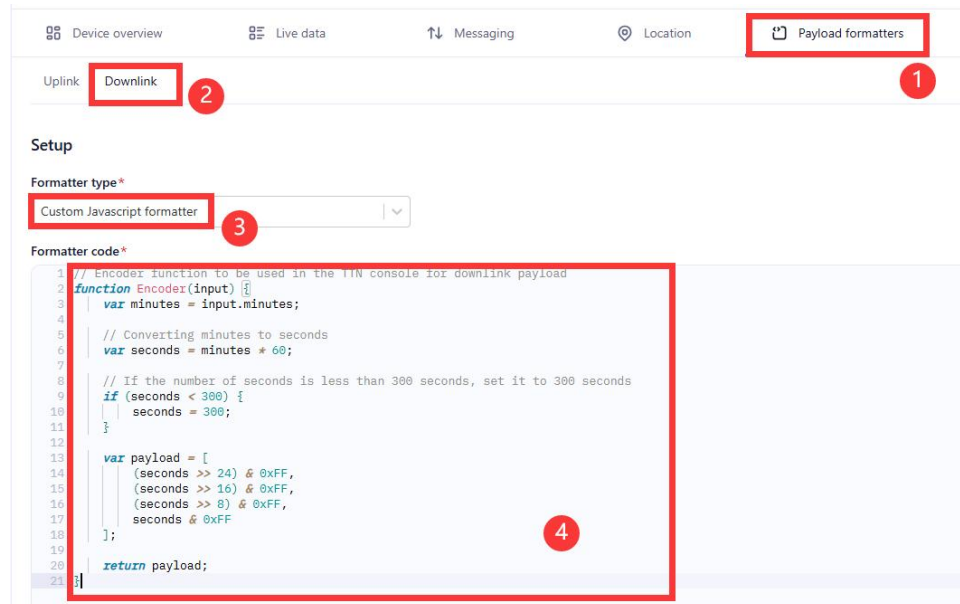 Device overview
Live data
Messaging
Location
Payload formatters
1
Uplink
Downlink
2
Setup
Formatter type*
Custom Javascript formatter
3
Formatter code*
1 // Encoder function to be used in the TTN console for downlink payload
2 function Encoder(input) {
3 var minutes = input.minutes;
4
5 // Converting minutes to seconds
6 var seconds = minutes * 60;
7
8 // If the number of seconds is less than 300 seconds, set it to 300 seconds
9 if (seconds < 300) {
10 seconds = 300;
11 }
12
13 var payload = [
14 (seconds >> 24) & 0xFF,
15 (seconds >> 16) & 0xFF,
16 (seconds >> 8) & 0xFF,
17 seconds & 0xFF
18 ];
19
20 return payload;
21 }
4